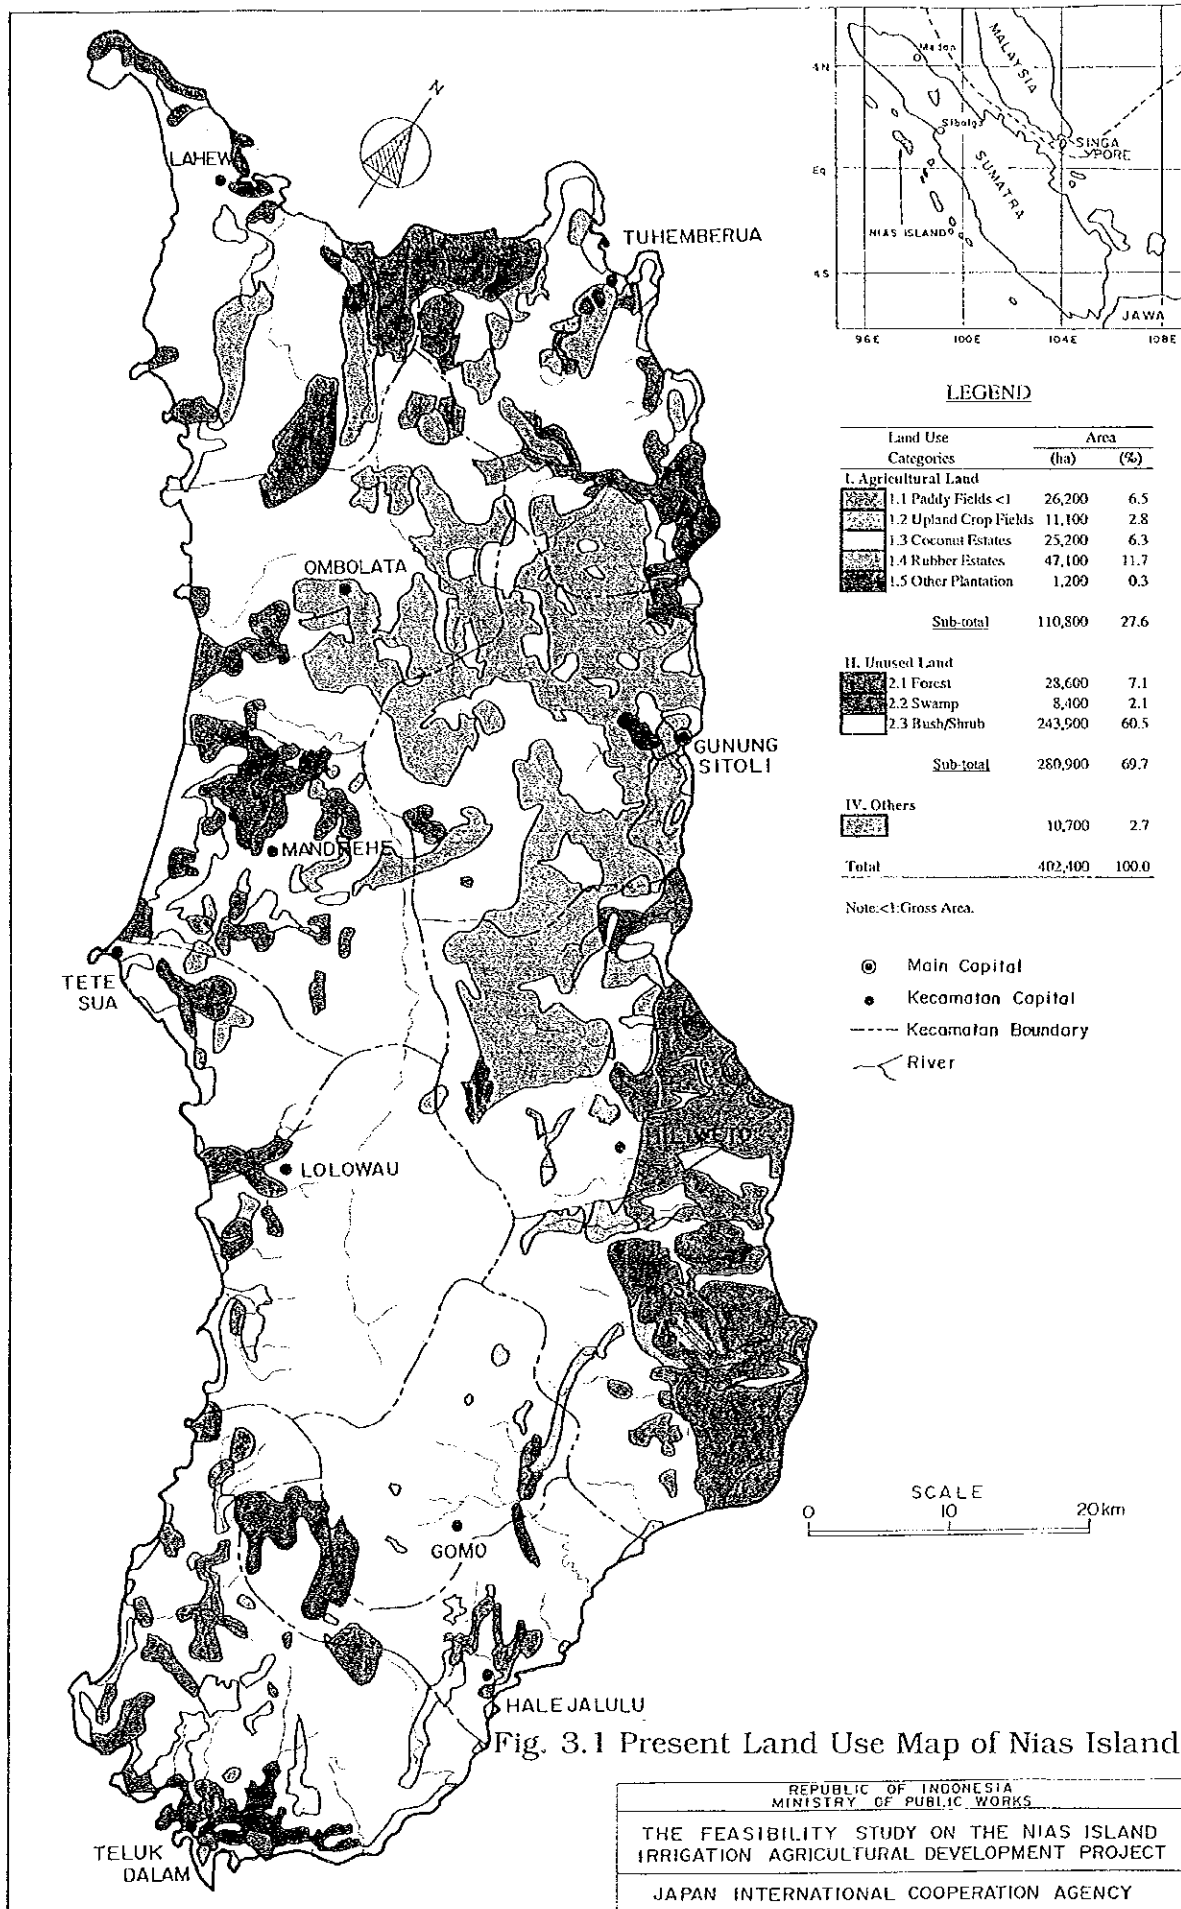 N
LAHEW
TUHEMBERUA
OMBOLATA
GUNUNG
SITOLI
MANDREHE
TETE
SUA
HILIWETO
LOLOWAU
GOMO
HALEJALULU
TELUK
DALAM
Medan
MALAYSIA
4N
Sibolga
SINGA
PORE
EQ
SUMATRA
NIAS ISLAND
4S
JAWA
96E 100E 104E 108E
LEGEND
Land Use Area
Categories (ha) (%)
I. Agricultural Land
1.1 Paddy Fields <1 26,200 6.5
1.2 Upland Crop Fields 11,100 2.8
1.3 Coconut Estates 25,200 6.3
1.4 Rubber Estates 47,100 11.7
1.5 Other Plantation 1,200 0.3
Sub-total 110,800 27.6
II. Unused Land
2.1 Forest 28,600 7.1
2.2 Swamp 8,400 2.1
2.3 Bush/Shrub 243,900 60.5
Sub-total 280,900 69.7
IV. Others
10,700 2.7
Total 402,400 100.0
Note:<1:Gross Area.
Main Capital
Kecamatan Capital
Kecamatan Boundary
River
SCALE
0 10 20km
Fig. 3.1 Present Land Use Map of Nias Island
REPUBLIC OF INDONESIA
MINISTRY OF PUBLIC WORKS
THE FEASIBILITY STUDY ON THE NIAS ISLAND
IRRIGATION AGRICULTURAL DEVELOPMENT PROJECT
JAPAN INTERNATIONAL COOPERATION AGENCY